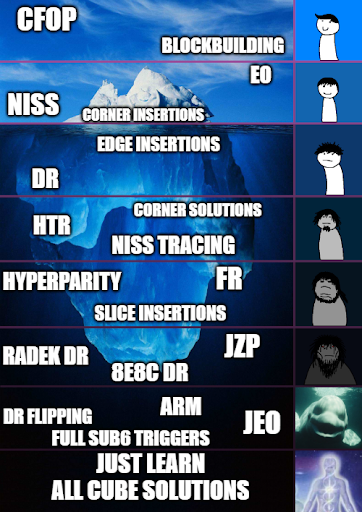 CFOP
BLOCKBUILDING
EO
NISS
CORNER INSERTIONS
EDGE INSERTIONS
DR
CORNER SOLUTIONS
HTR
NISS TRACING
HYPERPARITY
FR
SLICE INSERTIONS
JZP
RADEK DR
8E8C DR
ARM
DR FLIPPING
JEO
FULL SUB6 TRIGGERS
JUST LEARN
ALL CUBE SOLUTIONS